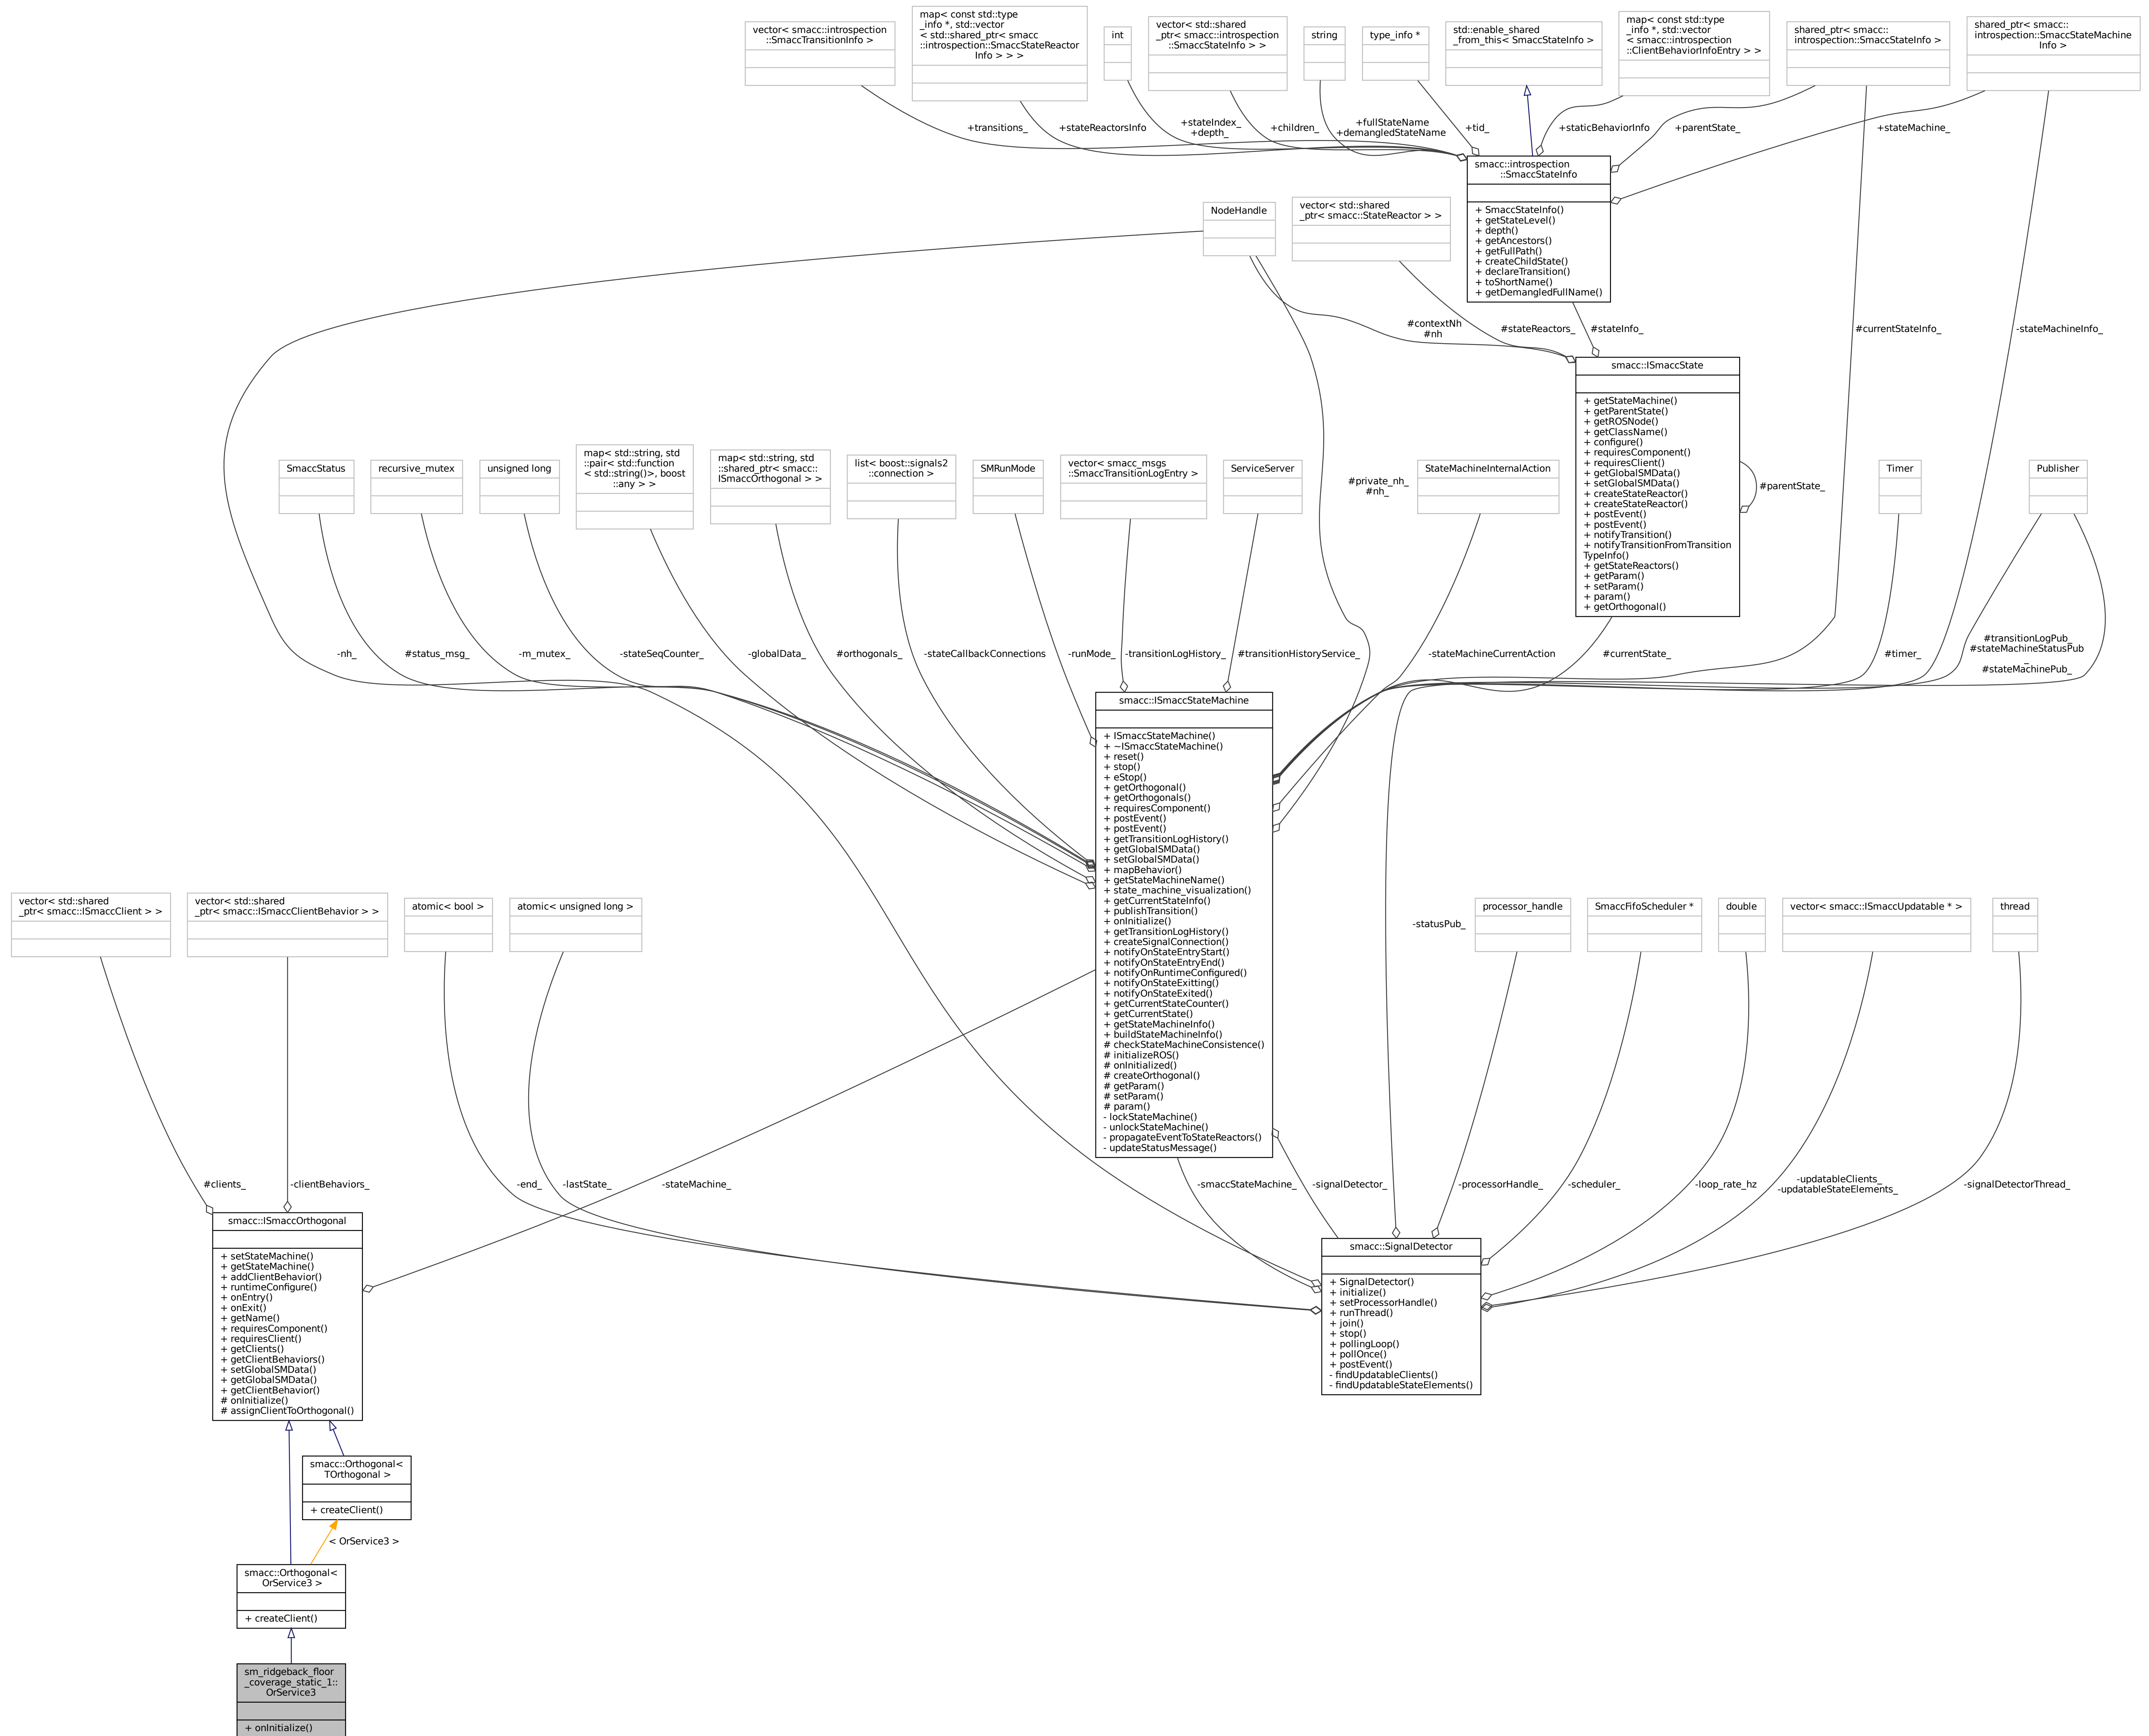 vector< smacc::introspection
::SmaccTransitionInfo >
map< const std::type
_info *, std::vector
< std::shared_ptr< smacc
::introspection::SmaccStateReactor
Info > > >
int
vector< std::shared
_ptr< smacc::introspection
::SmaccStateInfo > >
string
type_info *
std::enable_shared
_from_this< SmaccStateInfo >
map< const std::type
_info *, std::vector
< smacc::introspection
::ClientBehaviorInfoEntry > >
shared_ptr< smacc::
introspection::SmaccStateInfo >
shared_ptr< smacc::
introspection::SmaccStateMachine
Info >
+transitions_
+stateReactorsInfo
+stateIndex_
+depth_
+children_
+fullStateName
+demangledStateName
+tid_
+staticBehaviorInfo
+parentState_
+stateMachine_
smacc::introspection
::SmaccStateInfo
+ SmaccStateInfo()
+ getStateLevel()
+ depth()
+ getAncestors()
+ getFullPath()
+ createChildState()
+ declareTransition()
+ toShortName()
+ getDemangledFullName()
NodeHandle
vector< std::shared
_ptr< smacc::StateReactor > >
#contextNh
#nh
#stateReactors_
#stateInfo_
#currentStateInfo_
-stateMachineInfo_
smacc::ISmaccState
+ getStateMachine()
+ getParentState()
+ getROSNode()
+ getClassName()
+ configure()
+ requiresComponent()
+ requiresClient()
+ getGlobalSMData()
+ setGlobalSMData()
+ createStateReactor()
+ createStateReactor()
+ postEvent()
+ postEvent()
+ notifyTransition()
+ notifyTransitionFromTransition
TypeInfo()
+ getStateReactors()
+ getParam()
+ setParam()
+ param()
+ getOrthogonal()
#parentState_
SmaccStatus
recursive_mutex
unsigned long
map< std::string, std
::pair< std::function
< std::string()>, boost
::any > >
map< std::string, std
::shared_ptr< smacc::
ISmaccOrthogonal > >
list< boost::signals2
::connection >
SMRunMode
vector< smacc_msgs
::SmaccTransitionLogEntry >
ServiceServer
#private_nh_
#nh_
StateMachineInternalAction
Timer
Publisher
-nh_
#status_msg_
-m_mutex_
-stateSeqCounter_
-globalData_
#orthogonals_
-stateCallbackConnections
-runMode_
-transitionLogHistory_
#transitionHistoryService_
-stateMachineCurrentAction
#currentState_
#timer_
#transitionLogPub_
#stateMachineStatusPub
_
#stateMachinePub_
smacc::ISmaccStateMachine
+ ISmaccStateMachine()
+ ~ISmaccStateMachine()
+ reset()
+ stop()
+ eStop()
+ getOrthogonal()
+ getOrthogonals()
+ requiresComponent()
+ postEvent()
+ postEvent()
+ getTransitionLogHistory()
+ getGlobalSMData()
+ setGlobalSMData()
+ mapBehavior()
+ getStateMachineName()
+ state_machine_visualization()
+ getCurrentStateInfo()
+ publishTransition()
+ onInitialize()
+ getTransitionLogHistory()
+ createSignalConnection()
+ notifyOnStateEntryStart()
+ notifyOnStateEntryEnd()
+ notifyOnRuntimeConfigured()
+ notifyOnStateExitting()
+ notifyOnStateExited()
+ getCurrentStateCounter()
+ getCurrentState()
+ getStateMachineInfo()
+ buildStateMachineInfo()
# checkStateMachineConsistence()
# initializeROS()
# onInitialized()
# createOrthogonal()
# getParam()
# setParam()
# param()
- lockStateMachine()
- unlockStateMachine()
- propagateEventToStateReactors()
- updateStatusMessage()
vector< std::shared
_ptr< smacc::ISmaccClient > >
vector< std::shared
_ptr< smacc::ISmaccClientBehavior > >
atomic< bool >
atomic< unsigned long >
-statusPub_
processor_handle
SmaccFifoScheduler *
double
vector< smacc::ISmaccUpdatable * >
thread
#clients_
-clientBehaviors_
-end_
-lastState_
-stateMachine_
-smaccStateMachine_
-signalDetector_
-processorHandle_
-scheduler_
-loop_rate_hz
-updatableClients_
-updatableStateElements_
-signalDetectorThread_
smacc::ISmaccOrthogonal
+ setStateMachine()
+ getStateMachine()
+ addClientBehavior()
+ runtimeConfigure()
+ onEntry()
+ onExit()
+ getName()
+ requiresComponent()
+ requiresClient()
+ getClients()
+ getClientBehaviors()
+ setGlobalSMData()
+ getGlobalSMData()
+ getClientBehavior()
# onInitialize()
# assignClientToOrthogonal()
smacc::SignalDetector
+ SignalDetector()
+ initialize()
+ setProcessorHandle()
+ runThread()
+ join()
+ stop()
+ pollingLoop()
+ pollOnce()
+ postEvent()
- findUpdatableClients()
- findUpdatableStateElements()
smacc::Orthogonal<
TOrthogonal >
+ createClient()
< OrService3 >
smacc::Orthogonal<
OrService3 >
+ createClient()
sm_ridgeback_floor
_coverage_static_1::
OrService3
+ onInitialize()